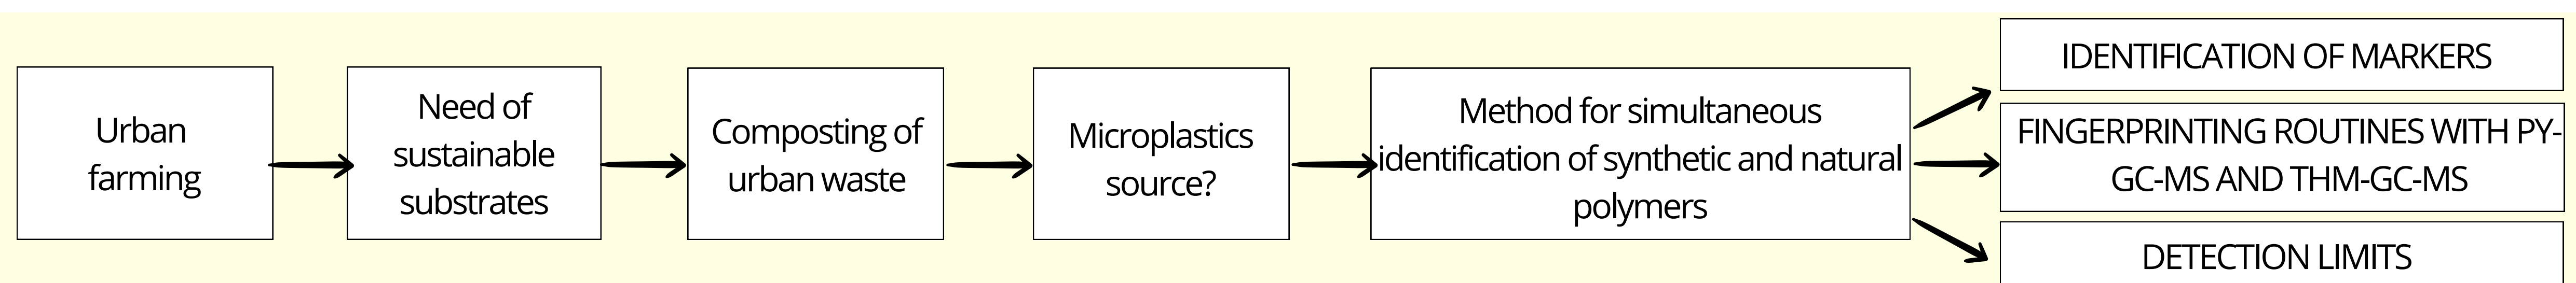 Urban
farming
Need of
sustainable
substrates
Composting of
urban waste
Microplastics
source?
Method for simultaneous
identification of synthetic and natural
polymers
IDENTIFICATION OF MARKERS
FINGERPRINTING ROUTINES WITH PY-
GC-MS AND THM-GC-MS
DETECTION LIMITS